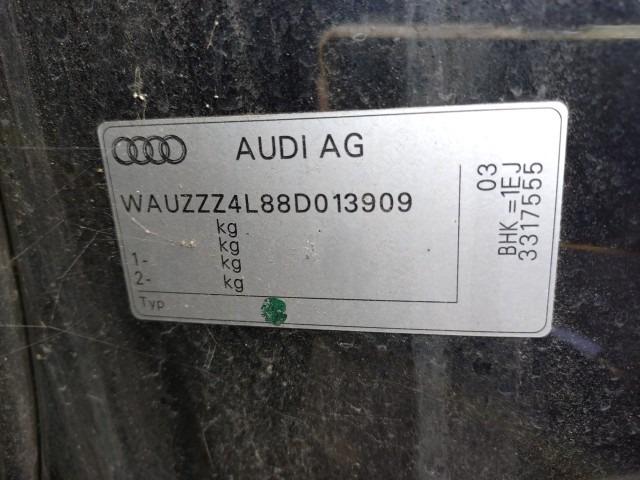 AUDI AG
WAUZZZ4L88D013909
kg
kg
1- kg
2- kg
Typ
03
BHK =1EJ
3317555